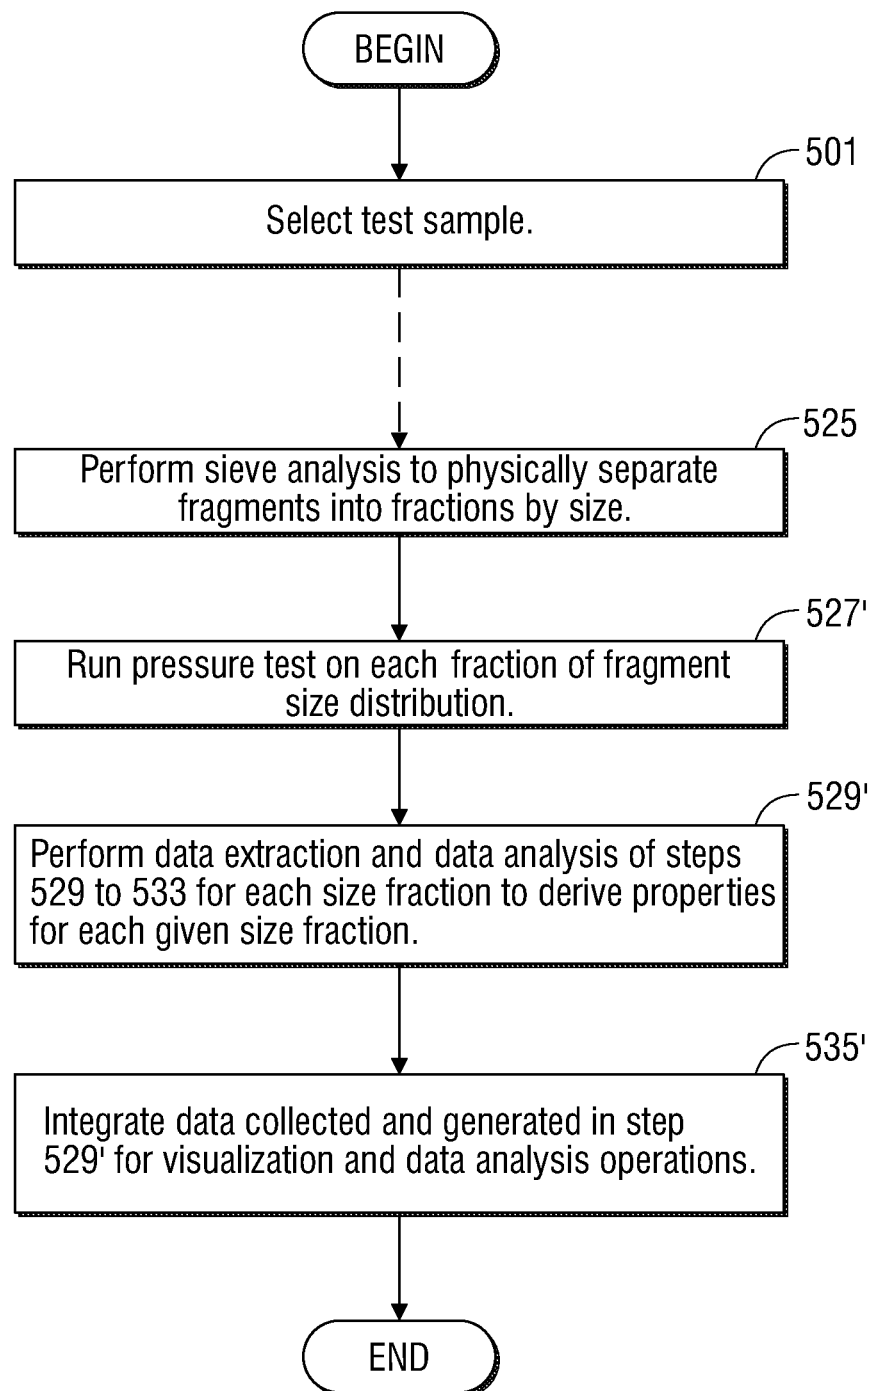 BEGIN
501
Select test sample.
525
Perform sieve analysis to physically separate
fragments into fractions by size.
527'
Run pressure test on each fraction of fragment
size distribution.
529'
Perform data extraction and data analysis of steps
529 to 533 for each size fraction to derive properties
for each given size fraction.
535'
Integrate data collected and generated in step
529' for visualization and data analysis operations.
END